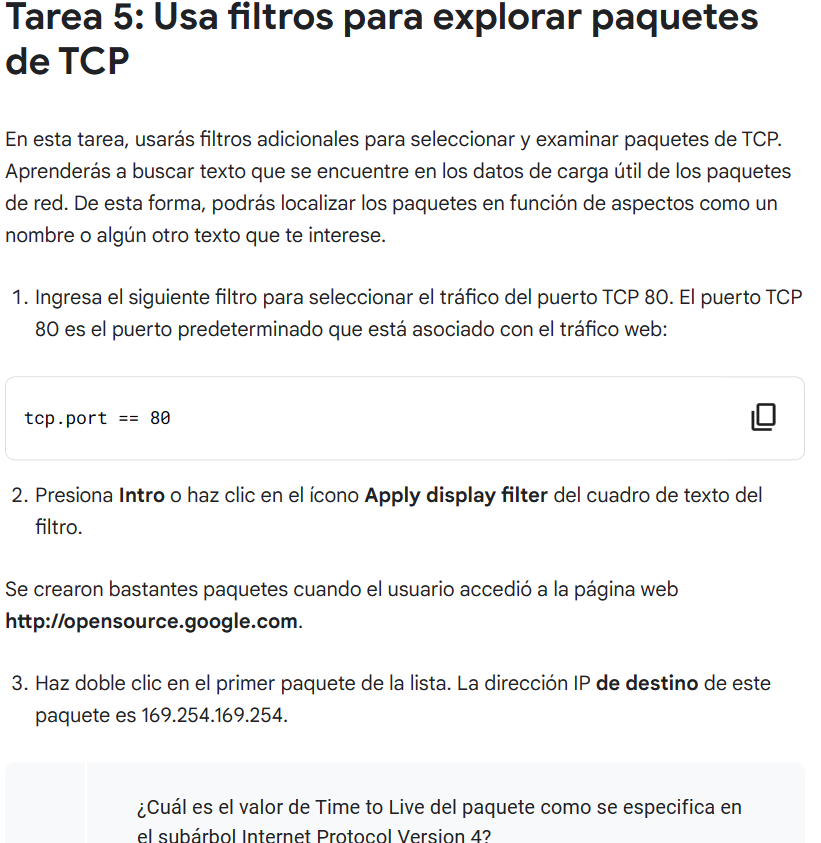 Tarea 5: Usa filtros para explorar paquetes
de TCP
En esta tarea, usarás filtros adicionales para seleccionar y examinar paquetes de TCP.
Aprenderás a buscar texto que se encuentre en los datos de carga útil de los paquetes
de red. De esta forma, podrás localizar los paquetes en función de aspectos como un
nombre o algún otro texto que te interese.
1. Ingresa el siguiente filtro para seleccionar el tráfico del puerto TCP 80. El puerto TCP
80 es el puerto predeterminado que está asociado con el tráfico web:
tcp.port == 80
2. Presiona Intro o haz clic en el ícono Apply display filter del cuadro de texto del
filtro.
Se crearon bastantes paquetes cuando el usuario accedió a la página web
http://opensource.google.com.
3. Haz doble clic en el primer paquete de la lista. La dirección IP de destino de este
paquete es 169.254.169.254.
¿Cuál es el valor de Time to Live del paquete como se especifica en
el subárbol Internet Protocol Version 4?